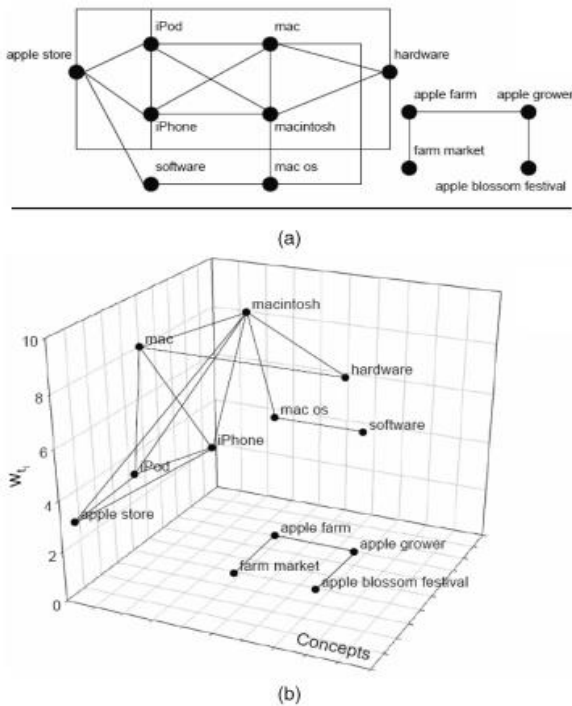 iPod mac
apple store hardware
apple farm apple grower
iPhone macintosh
farm market
software mac os apple blossom festival
(a)
macintosh
10
mac
hardware
8
mac os
software
6
iPhone
iPod
W_{t_i}
4
apple store
apple farm
2
apple grower
farm market
apple blossom festival
0
Concepts
(b)